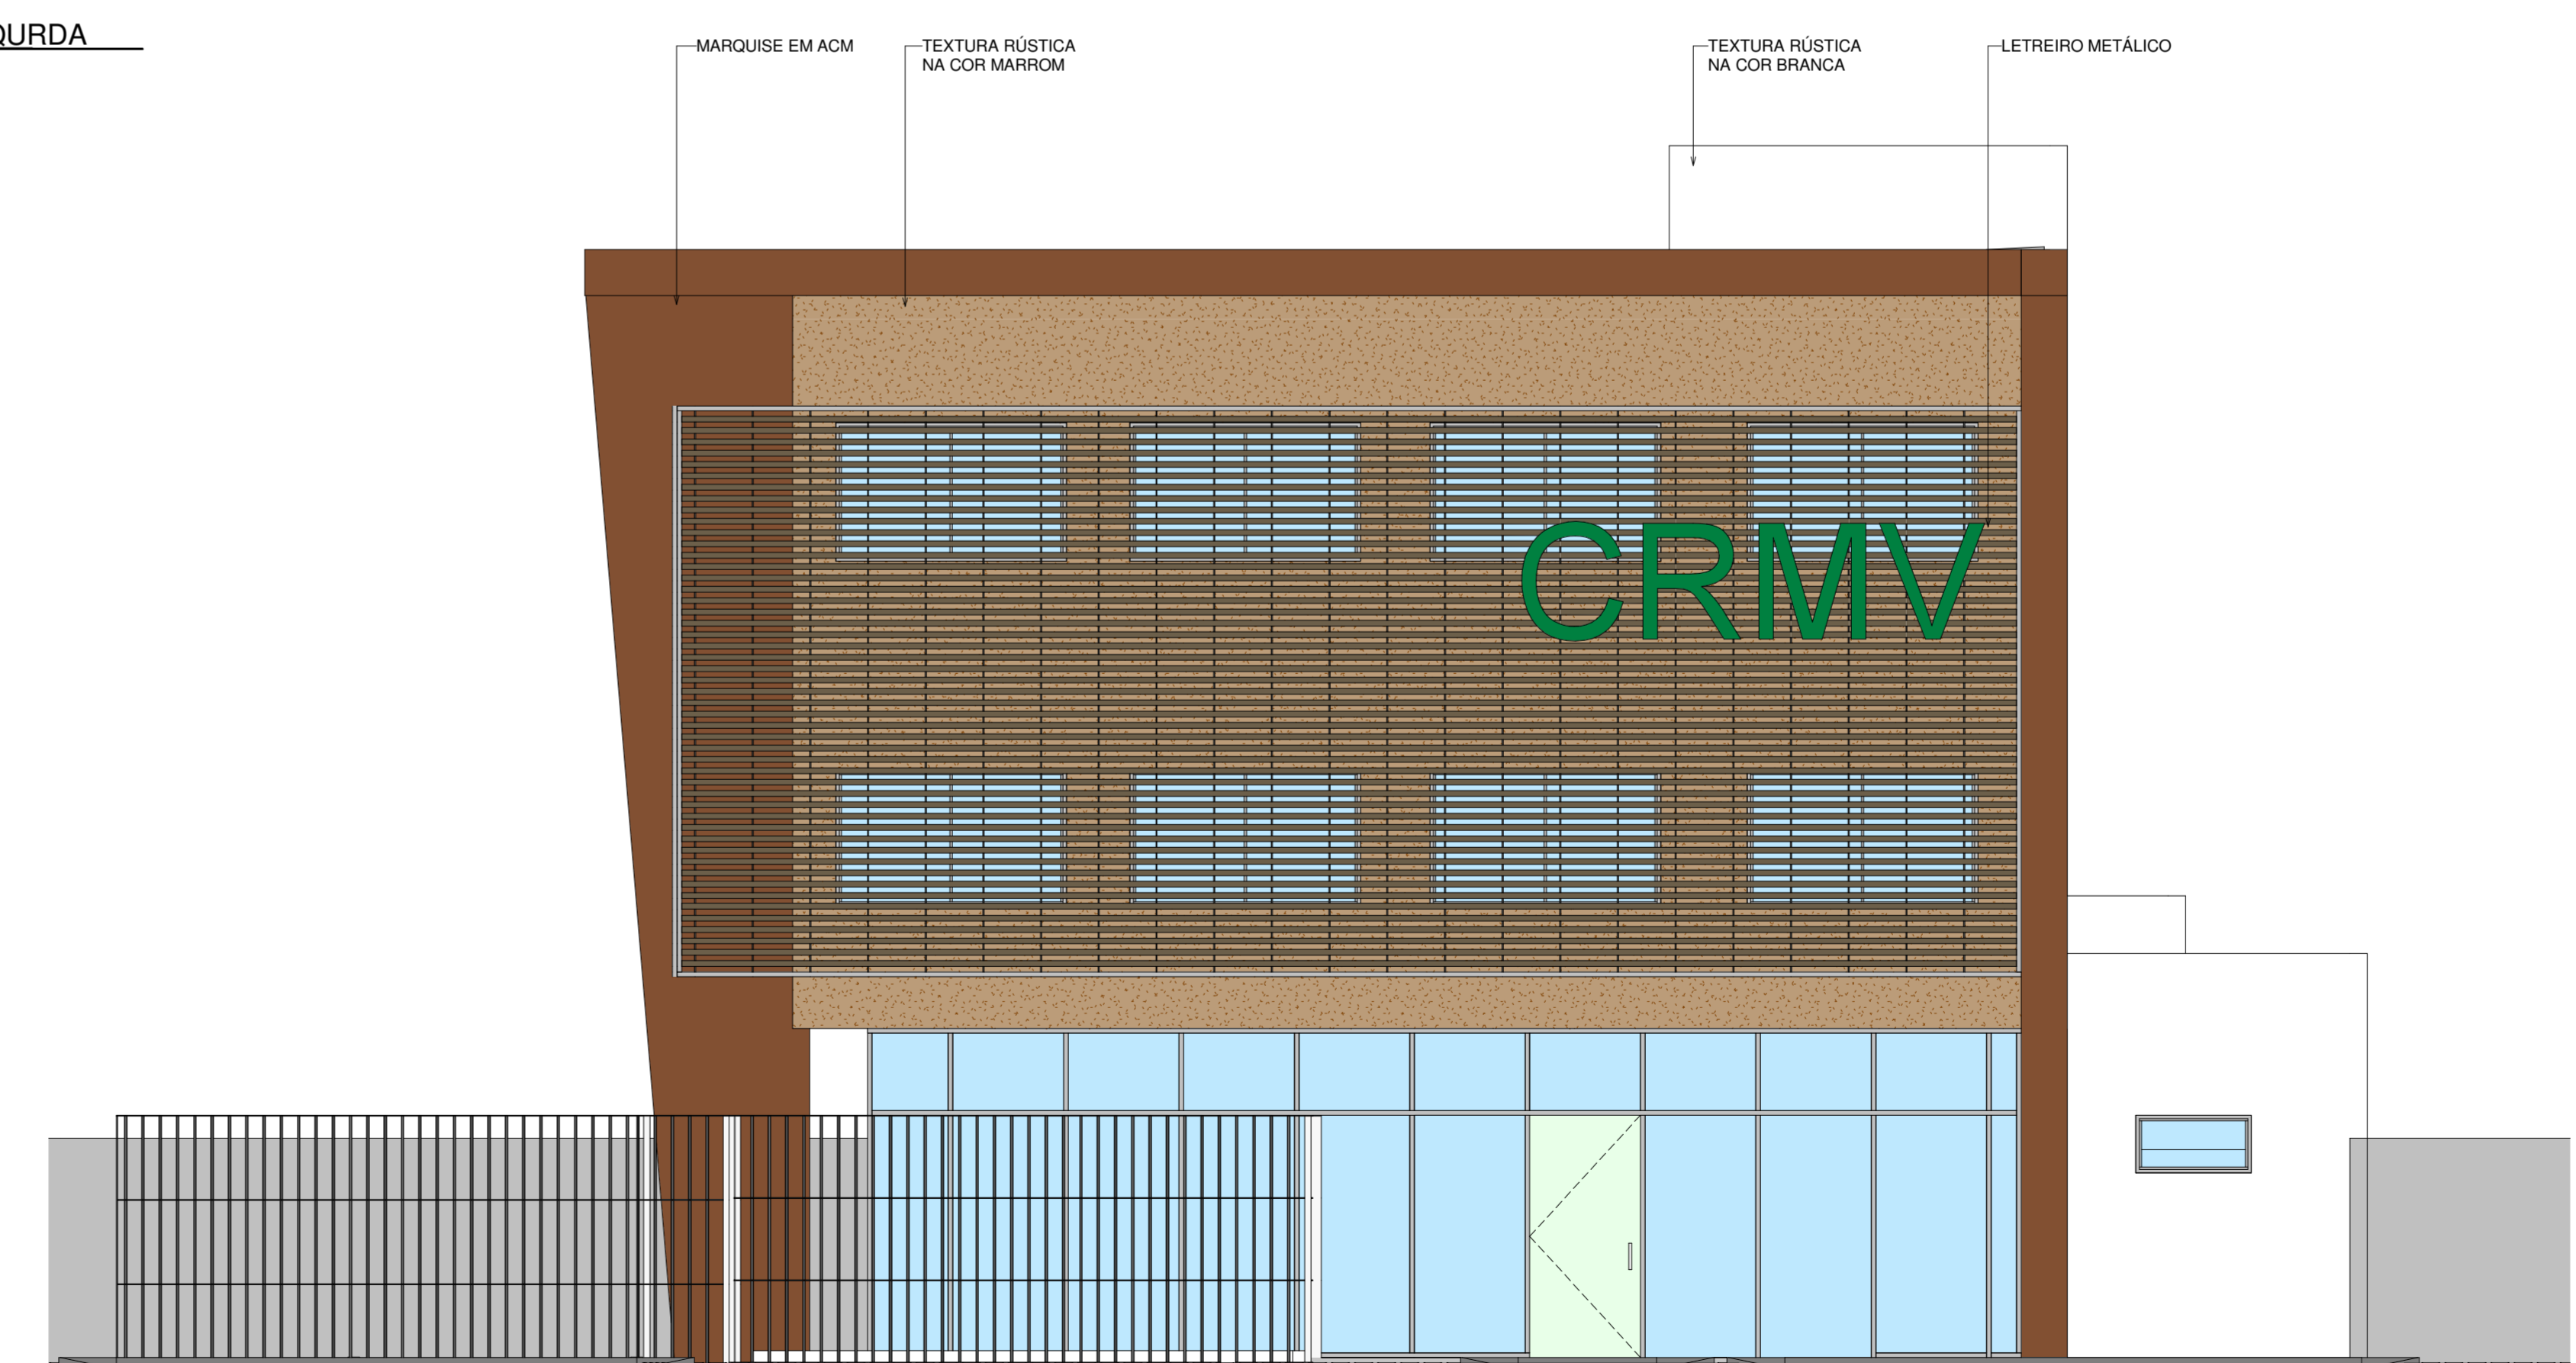 QURDA
MARQUISE EM ACM
TEXTURA RÚSTICA
NA COR MARROM
TEXTURA RÚSTICA
NA COR BRANCA
LETREIRO METÁLICO
CRMV